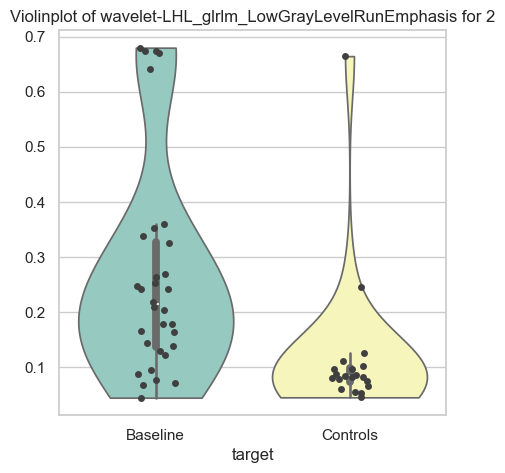 Violinplot of wavelet-LHL_glrlm_LowGrayLevelRunEmphasis for 2
0.7
0.6
0.5
0.4
0.3
0.2
0.1
Baseline Controls
target